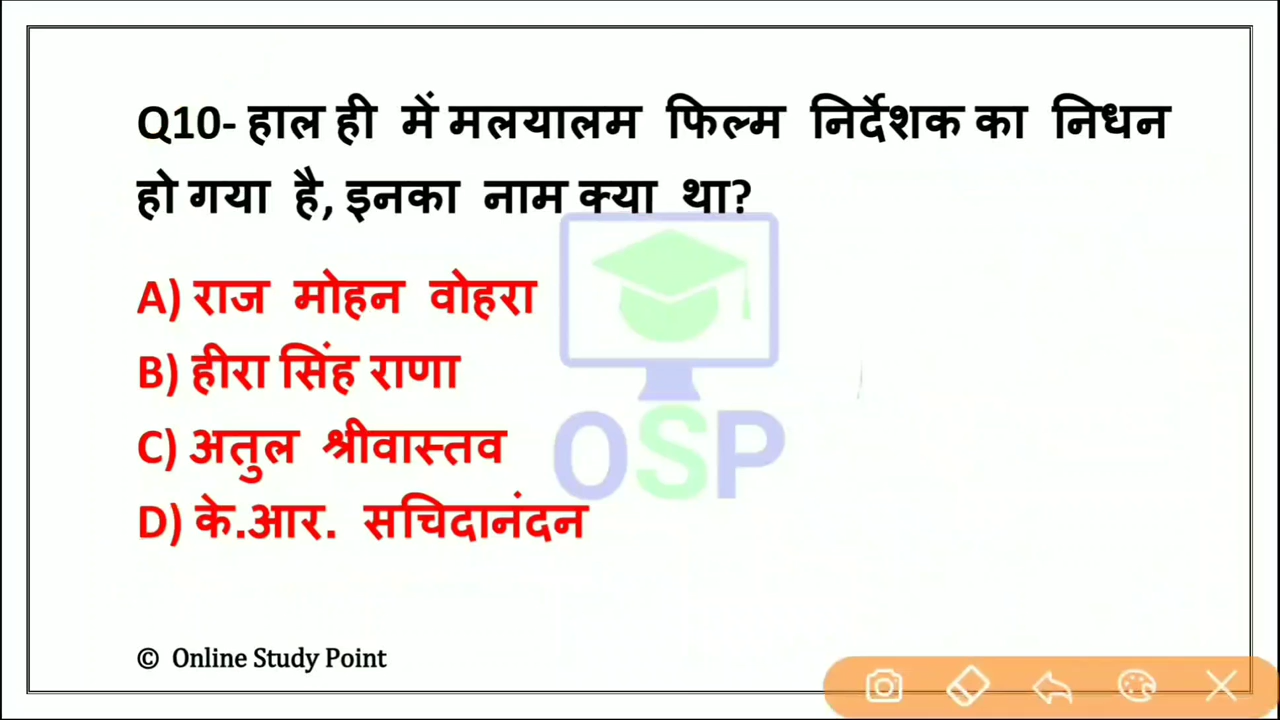 Q10- हाल ही में मलयालम फिल्म निर्देशक का निधन
हो गया है, इनका नाम क्या था?
A) राज मोहन वोहरा
B) हीरा सिंह राणा
C) अतुल श्रीवास्तव
D) के.आर. सचिदानंदन
OSP
© Online Study Point